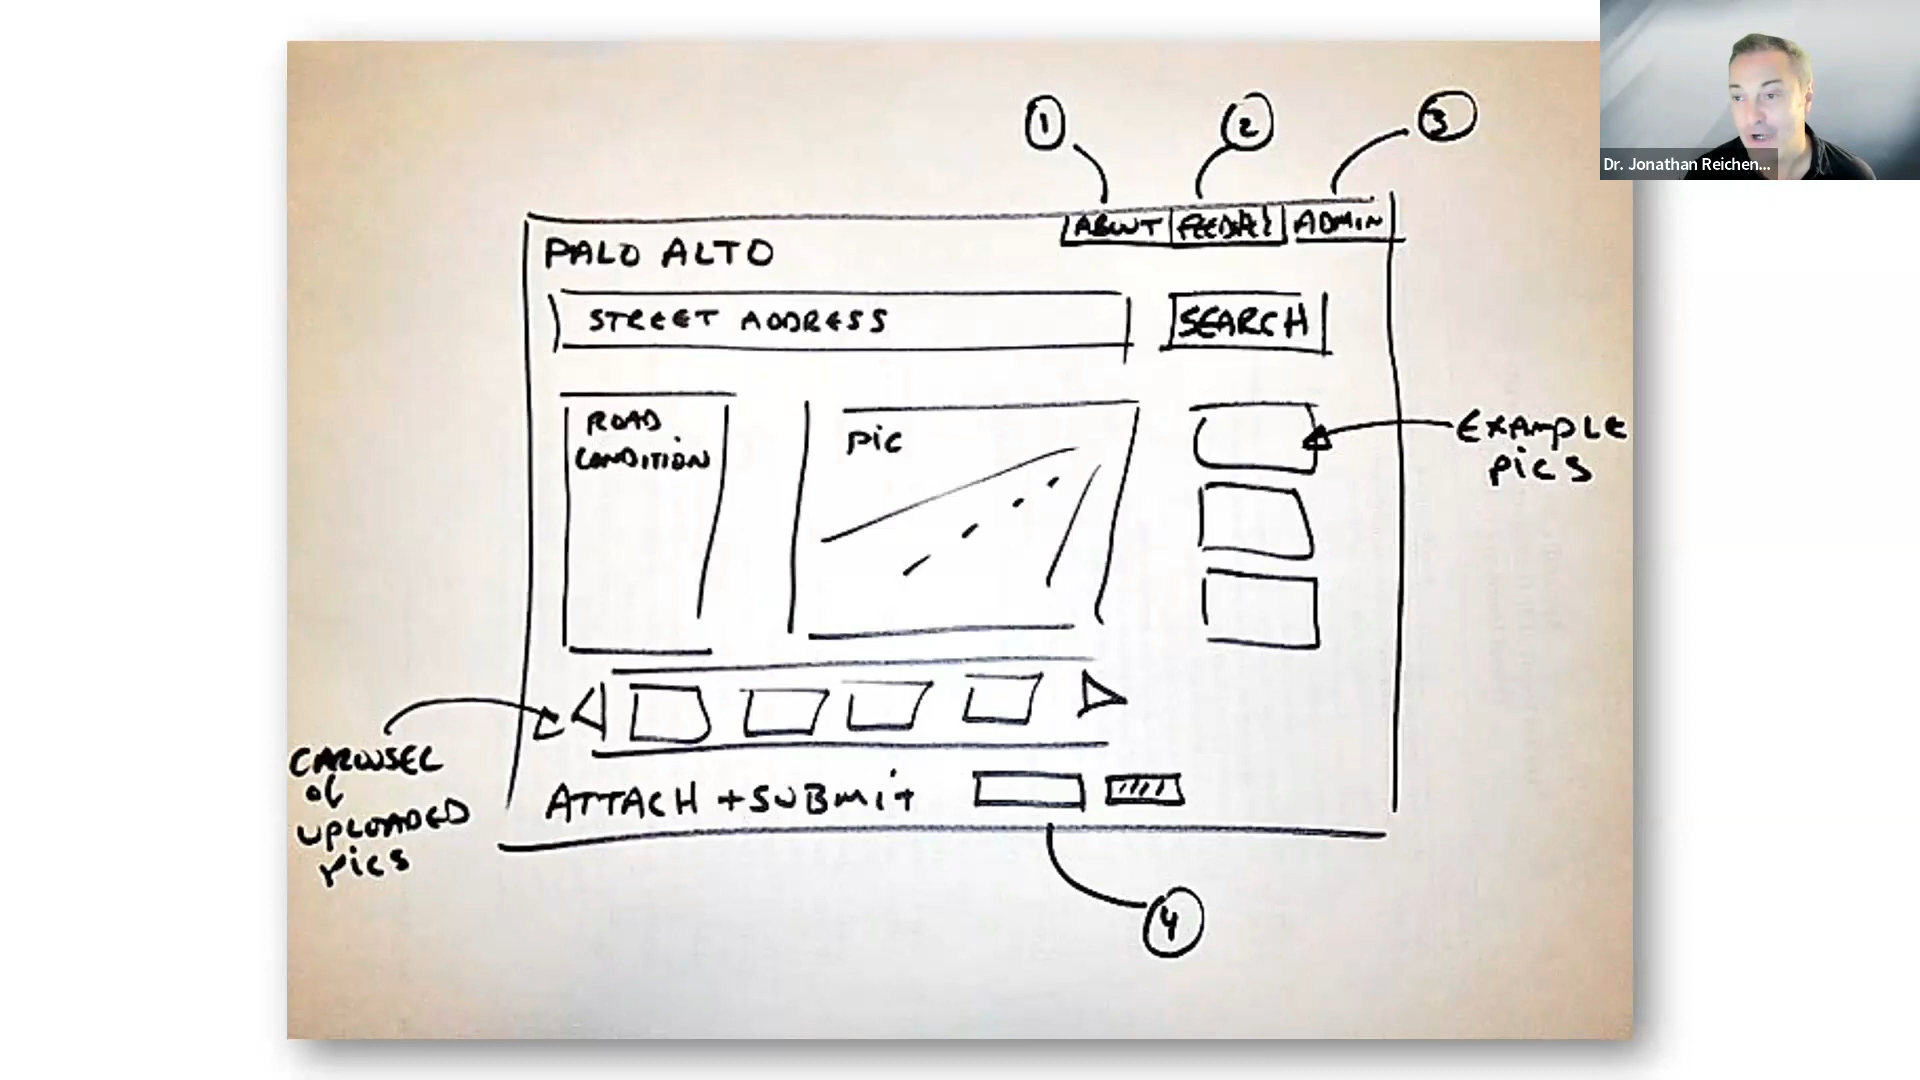 1
2
3
ABOUT FEEDBK ADMIN
PALO ALTO
STREET ADDRESS
SEARCH
ROAD
CONDITION
PIC
EXAMPLE
PICS
CAROUSEL
of
UPLOADED
PICS
ATTACH + SUBMIT
4
Dr. Jonathan Reichen...